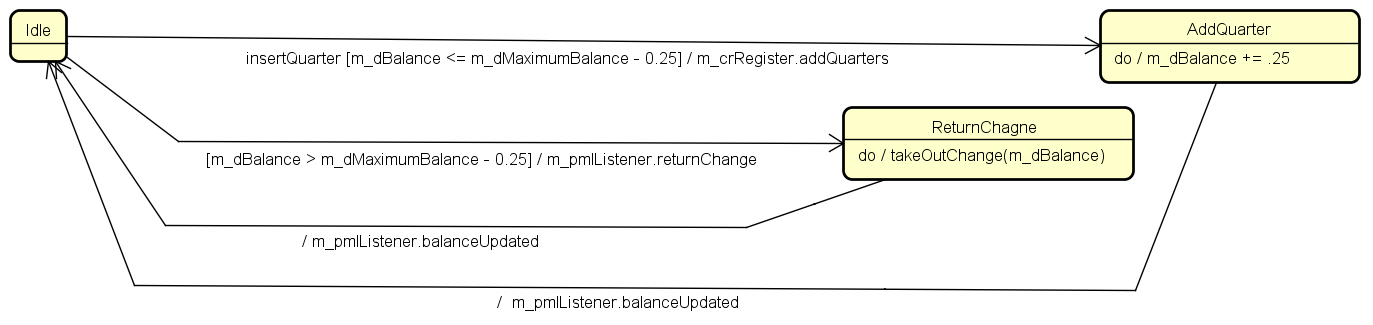 Idle
AddQuarter
do / m_dBalance += .25
insertQuarter [m_dBalance <= m_dMaximumBalance - 0.25] / m_crRegister.addQuarters
ReturnChagne
do / takeOutChange(m_dBalance)
[m_dBalance > m_dMaximumBalance - 0.25] / m_pmlListener.returnChange
/ m_pmlListener.balanceUpdated
/ m_pmlListener.balanceUpdated